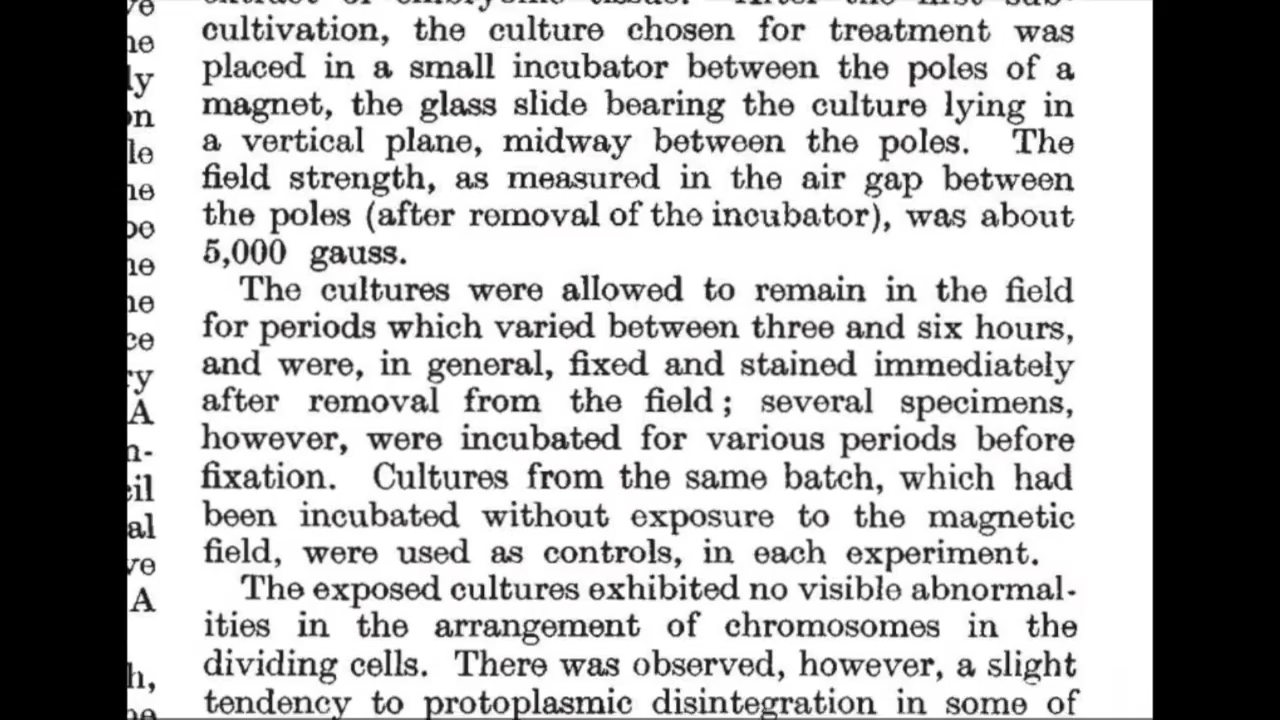 cultivation, the culture chosen for treatment was
placed in a small incubator between the poles of a
magnet, the glass slide bearing the culture lying in
a vertical plane, midway between the poles. The
field strength, as measured in the air gap between
the poles (after removal of the incubator), was about
5,000 gauss.
The cultures were allowed to remain in the field
for periods which varied between three and six hours,
and were, in general, fixed and stained immediately
after removal from the field; several specimens,
however, were incubated for various periods before
fixation. Cultures from the same batch, which had
been incubated without exposure to the magnetic
field, were used as controls, in each experiment.
The exposed cultures exhibited no visible abnormal-
ities in the arrangement of chromosomes in the
dividing cells. There was observed, however, a slight
tendency to protoplasmic disintegration in some of